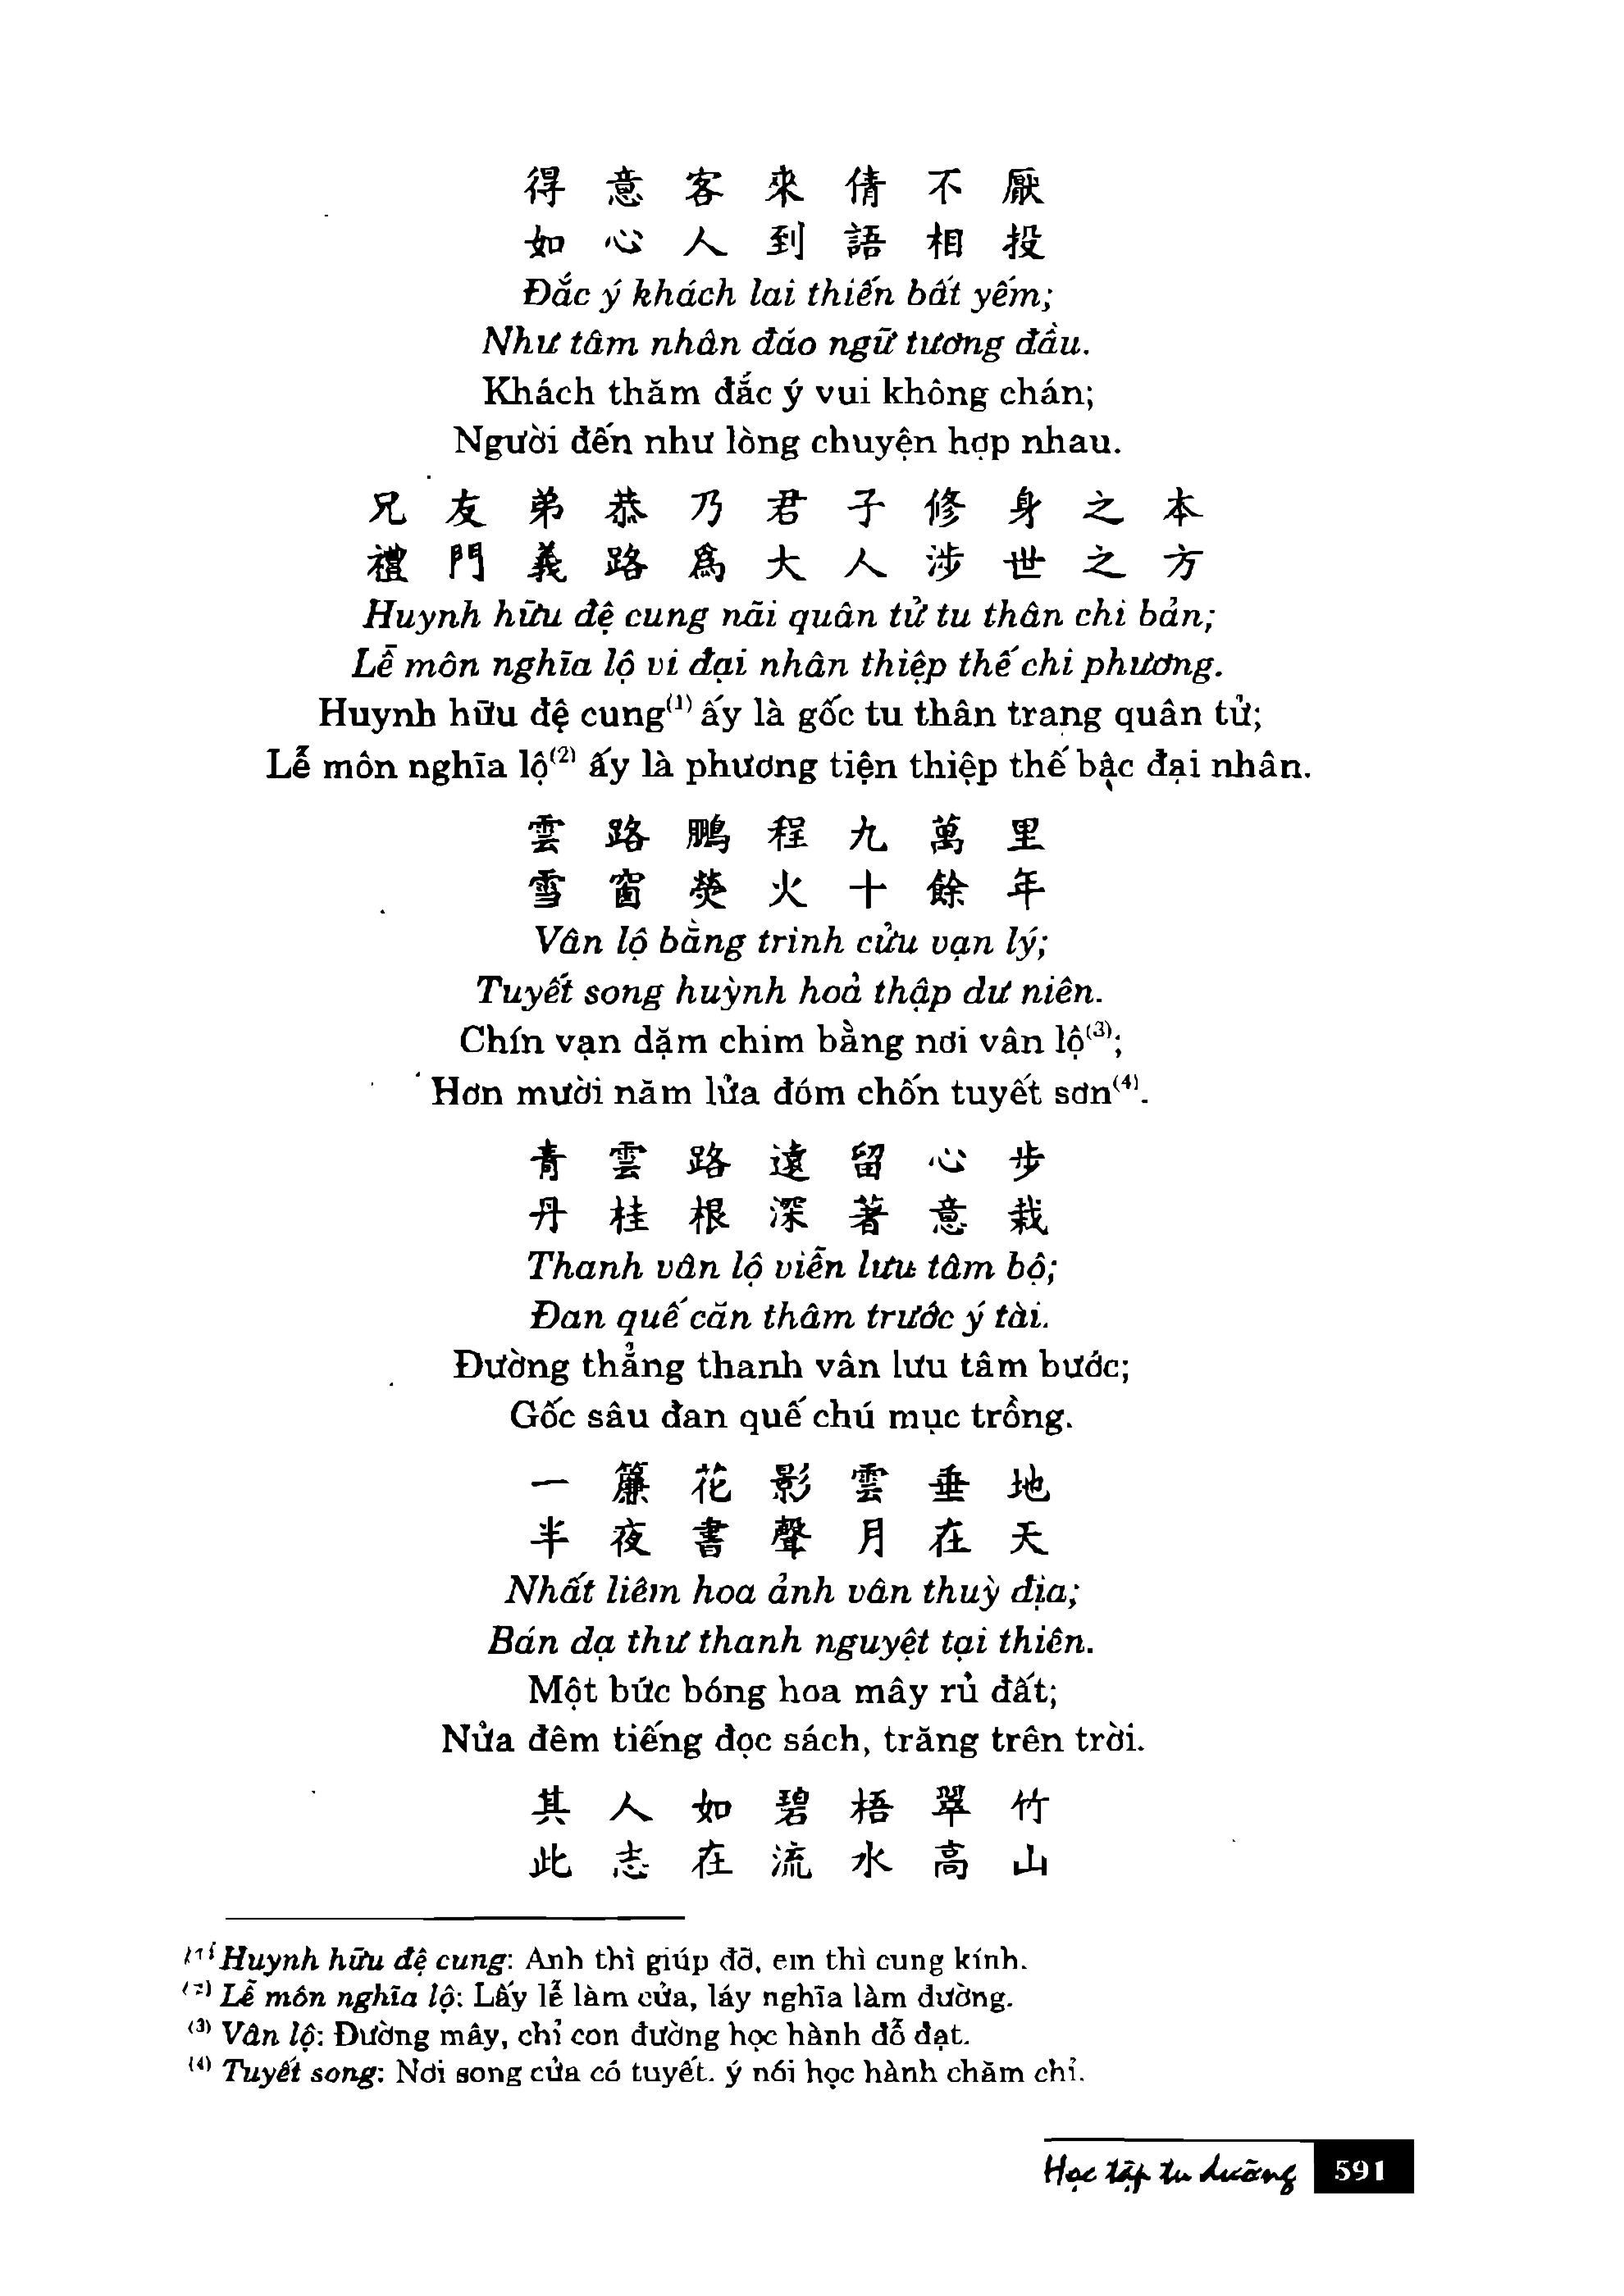 得意客來倩不厭
如心人到語相投
Đắc ý khách lai thiến bất yếm;
Như tâm nhân đáo ngữ tương đầu.
Khách thăm đắc ý vui không chán;
Người đến như lòng chuyện hợp nhau.
兄友弟恭乃君子修身之本
禮門義路爲大人涉世之方
Huynh hữu đệ cung nãi quân tử tu thân chi bản;
Lễ môn nghĩa lộ vi đại nhân thiệp thế chi phương.
Huynh hữu đệ cung⁽¹⁾ ấy là gốc tu thân trang quân tử;
Lễ môn nghĩa lộ⁽²⁾ ấy là phương tiện thiệp thế bậc đại nhân.
雲路鵬程九萬里
雪窗熒火十餘年
Vân lộ bằng trình cửu vạn lý;
Tuyết song huỳnh hoả thập dư niên.
Chín vạn dặm chim bằng nơi vân lộ⁽³⁾;
Hơn mười năm lửa đóm chốn tuyết sơn⁽⁴⁾.
青雲路遠留心步
丹桂根深著意栽
Thanh vân lộ viễn lưu tâm bộ;
Đan quế căn thâm trước ý tài.
Đường thẳng thanh vân lưu tâm bước;
Gốc sâu đan quế chú mục trồng.
一簾花影雲垂地
半夜書聲月在天
Nhất liêm hoa ảnh vân thuỳ địa;
Bán dạ thư thanh nguyệt tại thiên.
Một bức bóng hoa mây rủ đất;
Nửa đêm tiếng đọc sách, trăng trên trời.
其人如碧梧翠竹
此志在流水高山
⁽¹⁾ Huynh hữu đệ cung: Anh thì giúp đỡ, em thì cung kính.
⁽²⁾ Lễ môn nghĩa lộ: Lấy lễ làm cửa, láy nghĩa làm đường.
⁽³⁾ Vân lộ: Đường mây, chỉ con đường học hành đỗ đạt.
⁽⁴⁾ Tuyết song: Nơi song cửa có tuyết. ý nói học hành chăm chỉ.
Học tập tu dưỡng 591